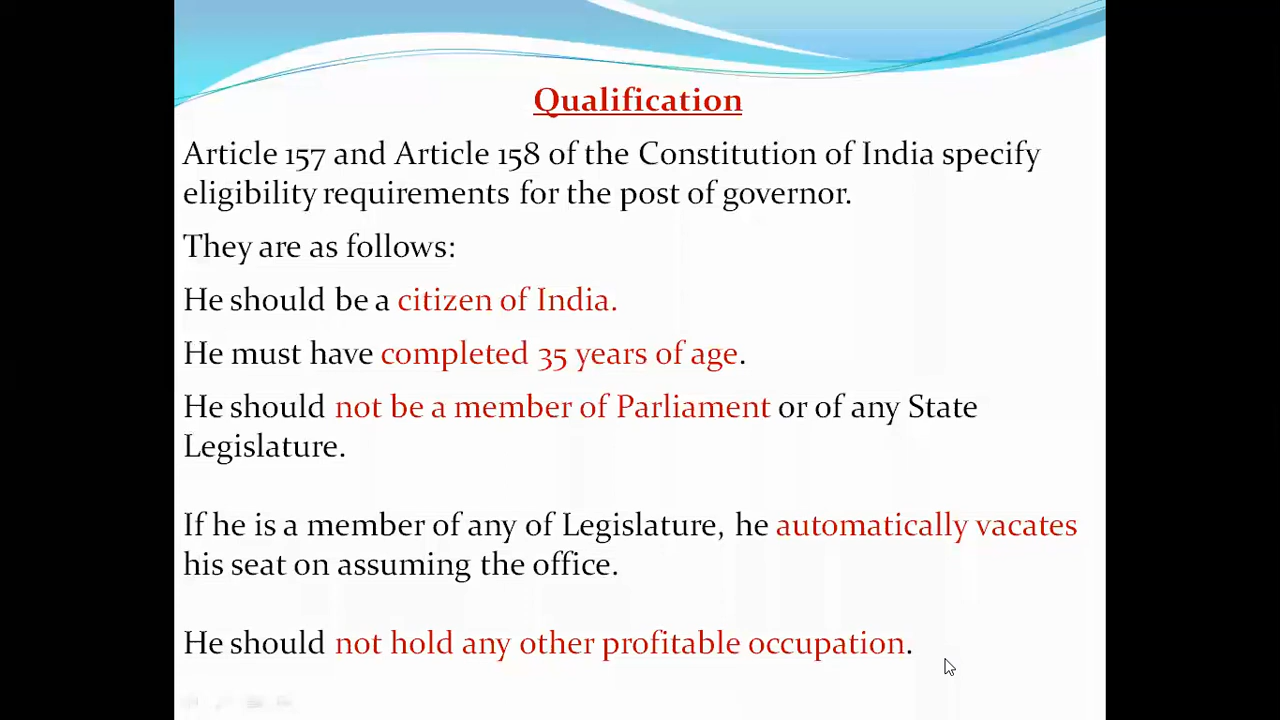 Qualification
Article 157 and Article 158 of the Constitution of India specify
eligibility requirements for the post of governor.
They are as follows:
He should be a citizen of India.
He must have completed 35 years of age.
He should not be a member of Parliament or of any State
Legislature.
If he is a member of any of Legislature, he automatically vacates
his seat on assuming the office.
He should not hold any other profitable occupation.